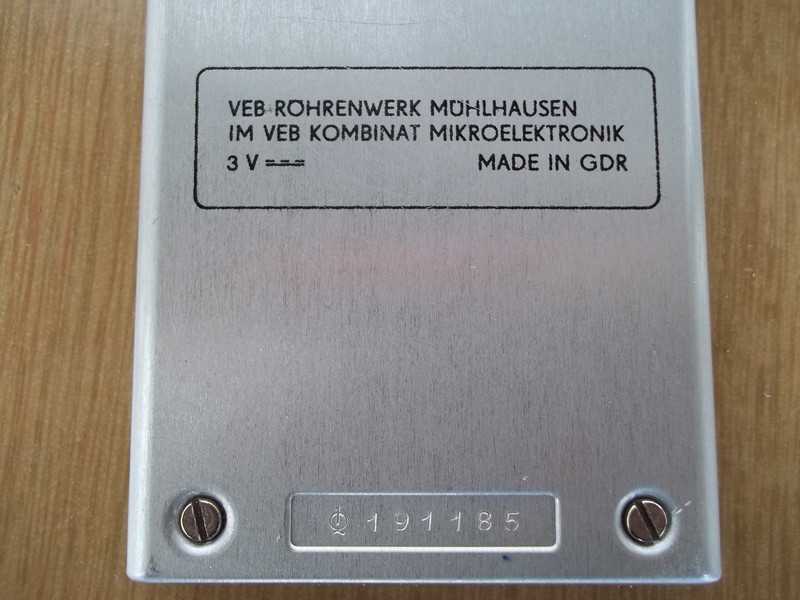 VEB RÖHRENWERK MÜHLHAUSEN
IM VEB KOMBINAT MIKROELEKTRONIK
3 V MADE IN GDR
191185